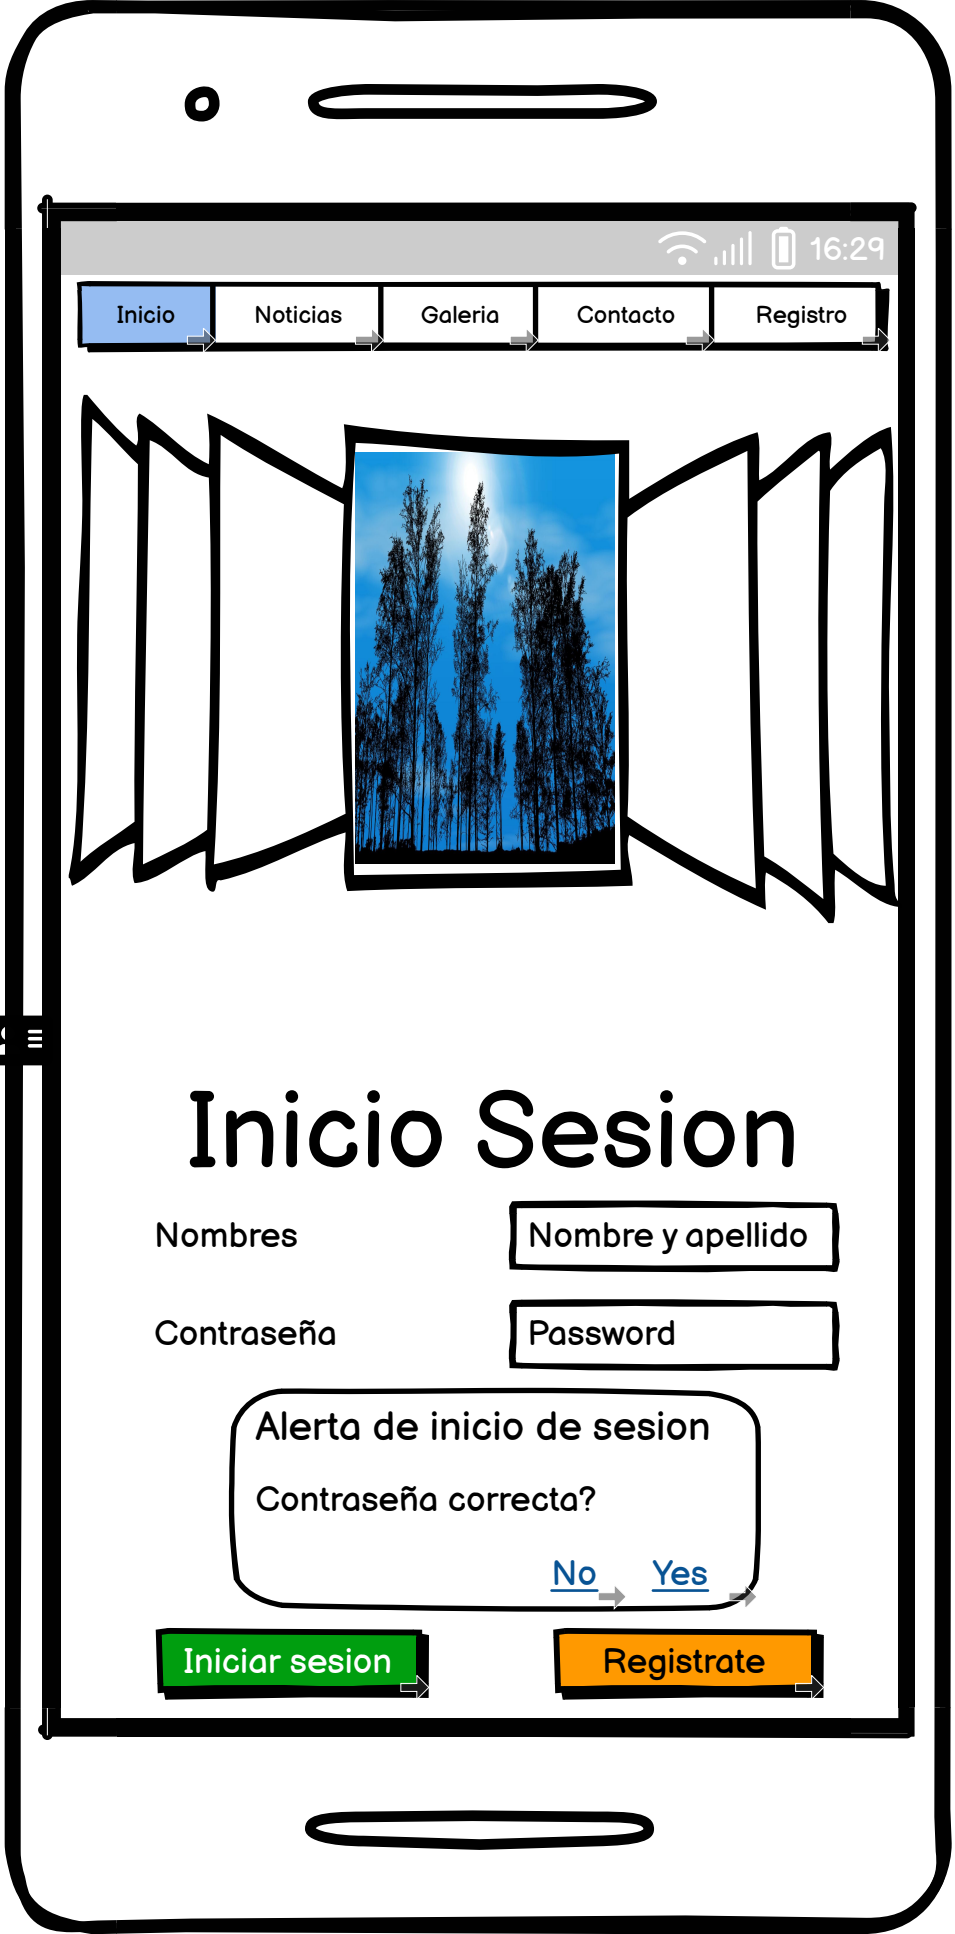 16:29
Inicio Noticias Galeria Contacto Registro
Inicio Sesion
Nombres Nombre y apellido
Contraseña Password
Alerta de inicio de sesion
Contraseña correcta?
No Yes
Iniciar sesion Registrate